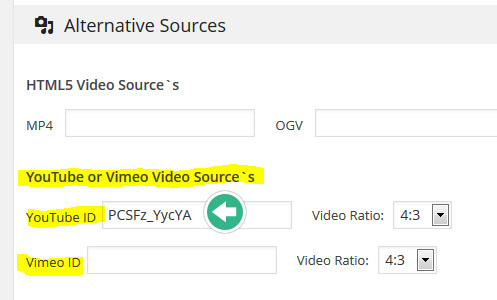 Alternative Sources
HTML5 Video Source`s
MP4 OGV
YouTube or Vimeo Video Source`s
YouTube ID PCSFz_YycYA Video Ratio: 4:3
Vimeo ID Video Ratio: 4:3